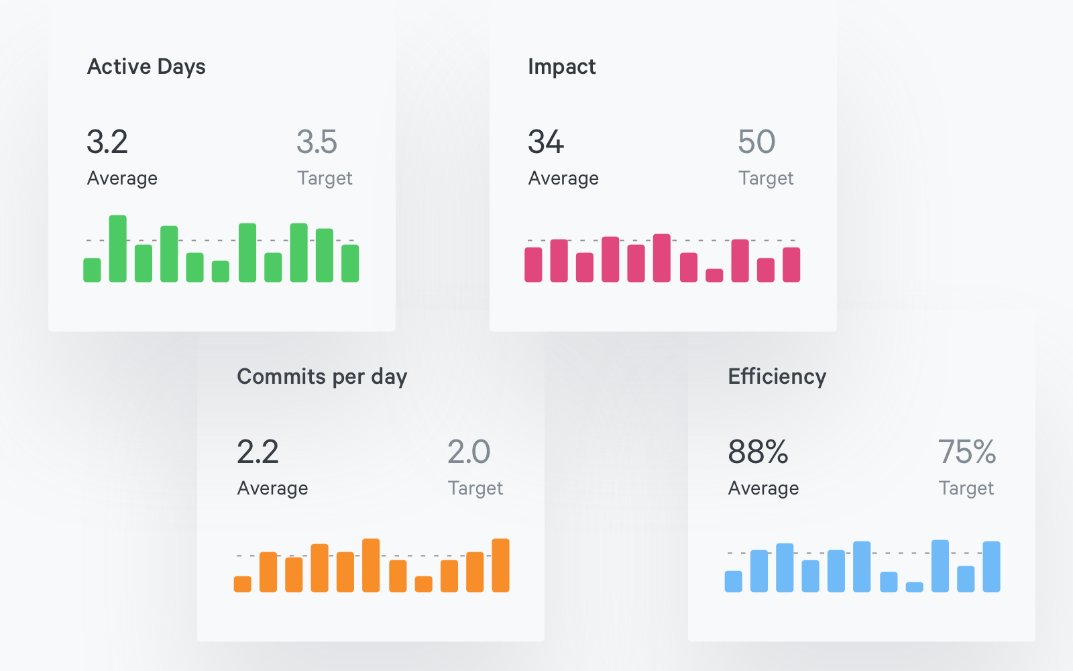 Active Days
3.2 3.5
Average Target
Impact
34 50
Average Target
Commits per day
2.2 2.0
Average Target
Efficiency
88% 75%
Average Target